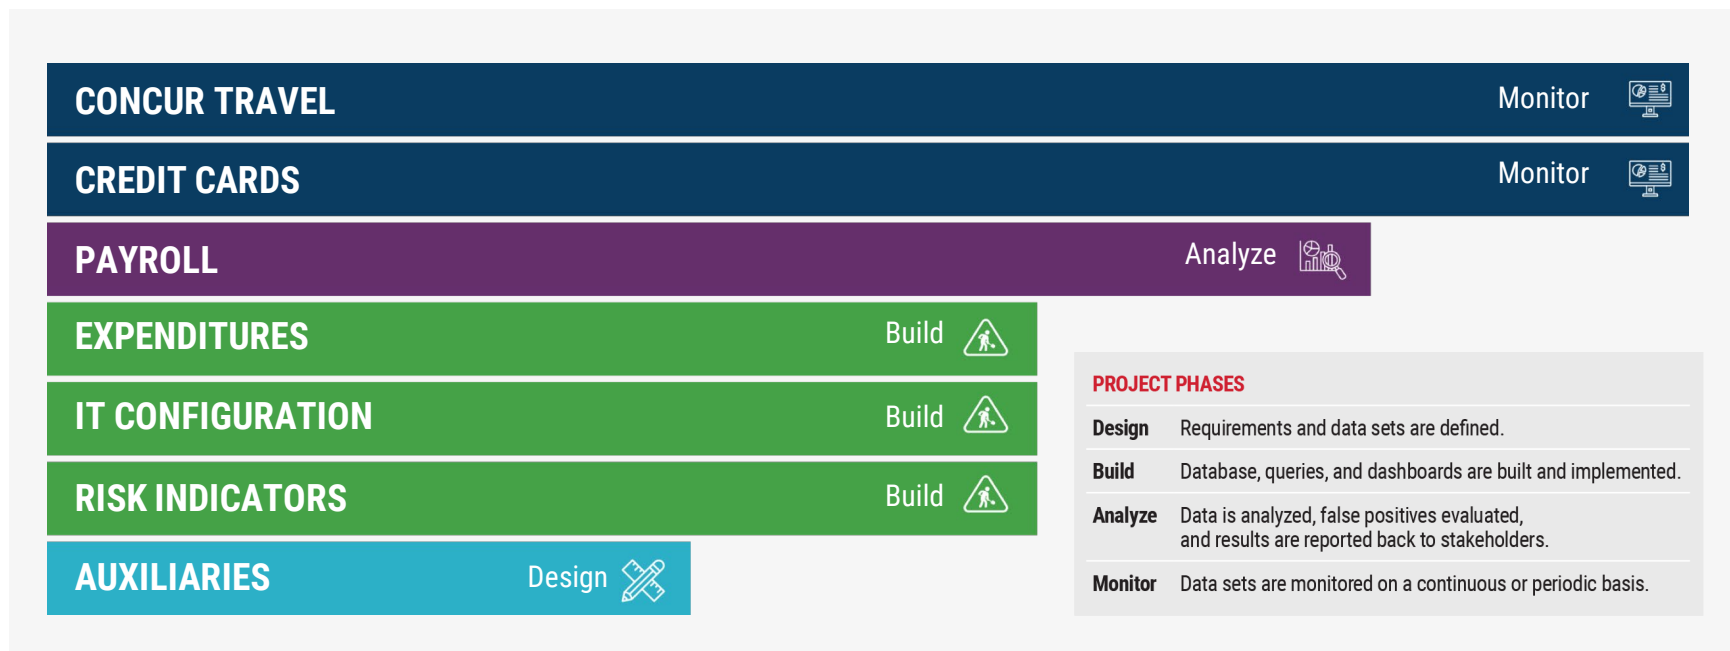 CONCUR TRAVEL Monitor
CREDIT CARDS Monitor
PAYROLL Analyze
EXPENDITURES Build
IT CONFIGURATION Build
RISK INDICATORS Build
AUXILIARIES Design
PROJECT PHASES
Design Requirements and data sets are defined.
Build Database, queries, and dashboards are built and implemented.
Analyze Data is analyzed, false positives evaluated,
and results are reported back to stakeholders.
Monitor Data sets are monitored on a continuous or periodic basis.